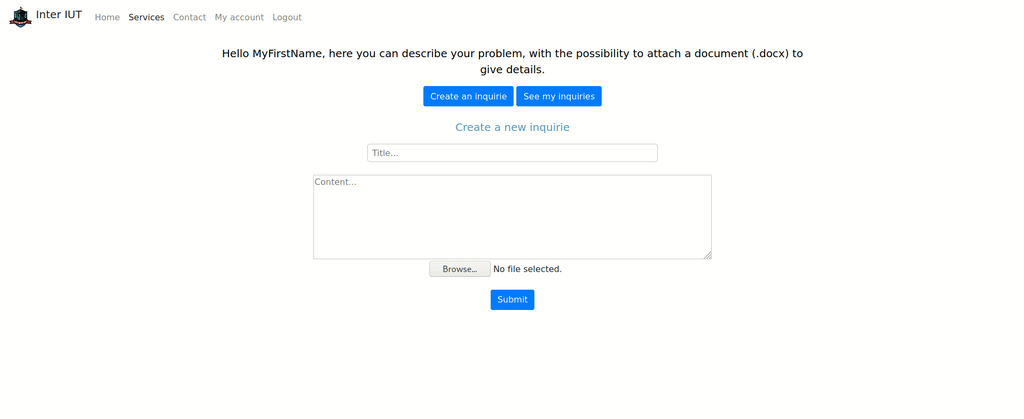 Inter IUT Home Services Contact My account Logout
Hello MyFirstName, here you can describe your problem, with the possibility to attach a document (.docx) to
give details.
Create an inquirie See my inquiries
Create a new inquirie
Title...
Content...
Browse... No file selected.
Submit